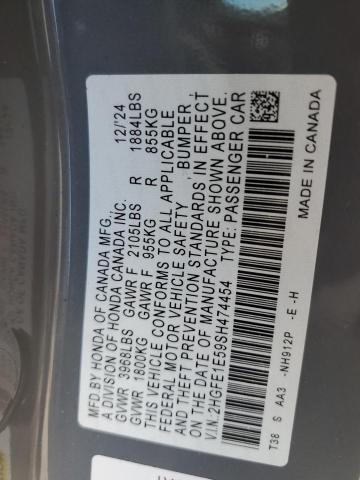 MFD BY HONDA OF CANADA MFG.,
A DIVISION OF HONDA CANADA INC. 12/'24
GVWR 3968LBS GAWR F 2105LBS R 1884LBS
GVWR 1800KG GAWR F 955KG R 855KG
THIS VEHICLE CONFORMS TO ALL APPLICABLE
FEDERAL MOTOR VEHICLE SAFETY BUMPER,
AND THEFT PREVENTION STANDARDS IN EFFECT
ON THE DATE OF MANUFACTURE SHOWN ABOVE.
V.I.N.:2HGFE1E59SH474454 TYPE: PASSENGER CAR
T38 S AA3 -NH912P -E -H MADE IN CANADA